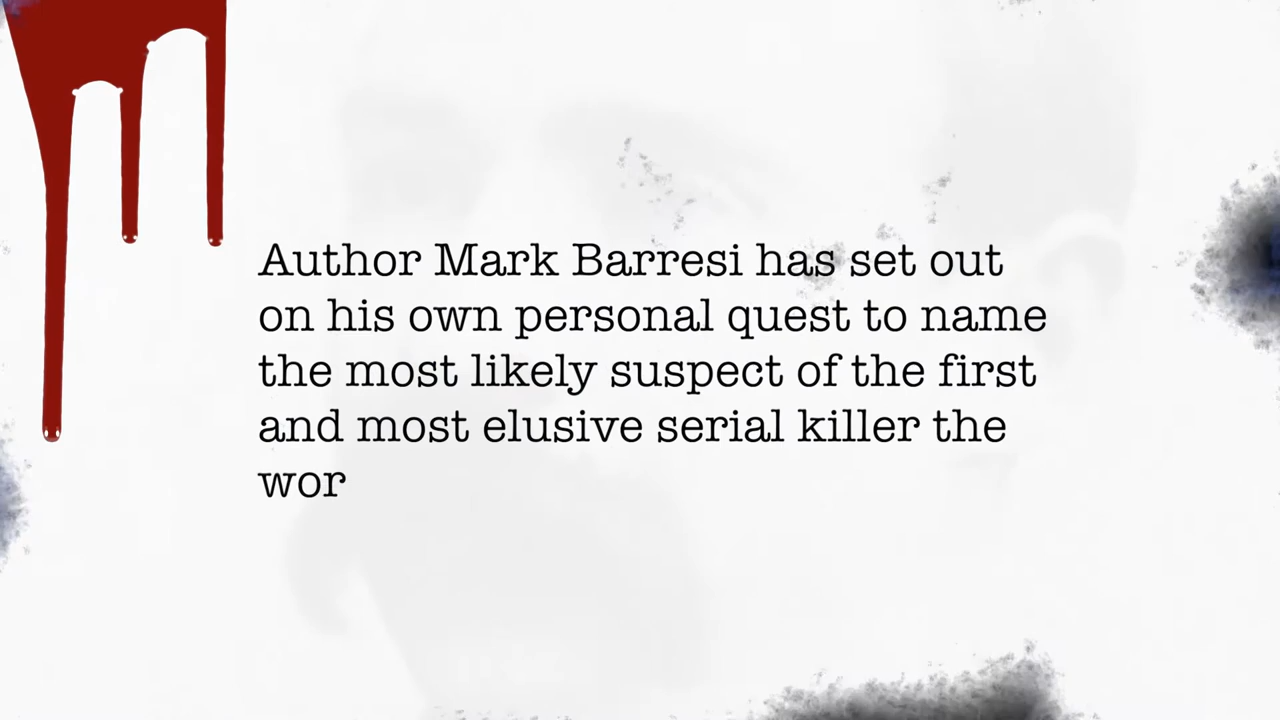 Author Mark Barresi has set out
on his own personal quest to name
the most likely suspect of the first
and most elusive serial killer the
wor